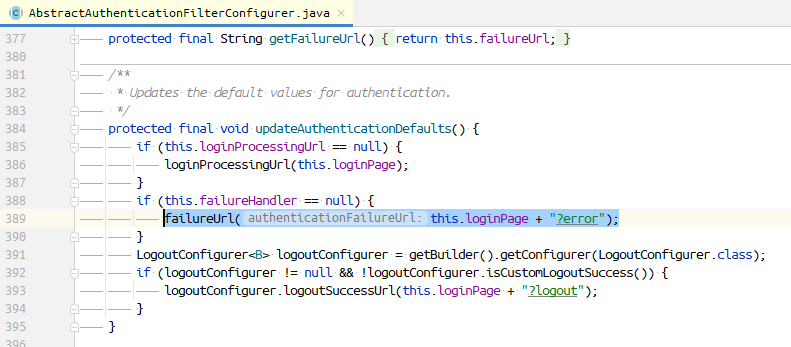 AbstractAuthenticationFilterConfigurer.java
377 protected final String getFailureUrl() { return this.failureUrl; }
380
381 /**
382 * Updates the default values for authentication.
383 */
384 protected final void updateAuthenticationDefaults() {
385 if (this.loginProcessingUrl == null) {
386 loginProcessingUrl(this.loginPage);
387 }
388 if (this.failureHandler == null) {
389 failureUrl( authenticationFailureUrl: this.loginPage + "?error");
390 }
391 LogoutConfigurer<B> logoutConfigurer = getBuilder().getConfigurer(LogoutConfigurer.class);
392 if (logoutConfigurer != null && !logoutConfigurer.isCustomLogoutSuccess()) {
393 logoutConfigurer.logoutSuccessUrl(this.loginPage + "?logout");
394 }
395 }
396